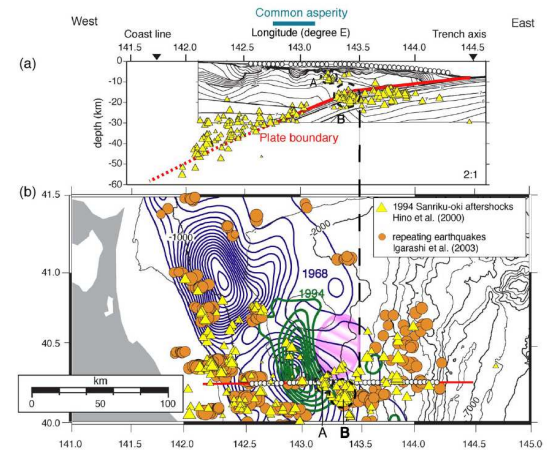 Common asperity
West
East
Coast line
Longitude (degree E)
Trench axis
141.5 142.0 142.5 143.0 143.5 144.0 144.5
(a)
0
-10
-20
-30
-40
-50
-60
depth (km)
A
B
Plate boundary
2:1
(b)
41.5
41.0
40.5
40.0
1994 Sanriku-oki aftershocks
Hino et al. (2000)
repeating earthquakes
Igarashi et al. (2003)
-1000
-2000
1968
1994
-7000
km
0 50 100
141.0 141.5 142.0 142.5 143.0 143.5 144.0 144.5 145.0
A B